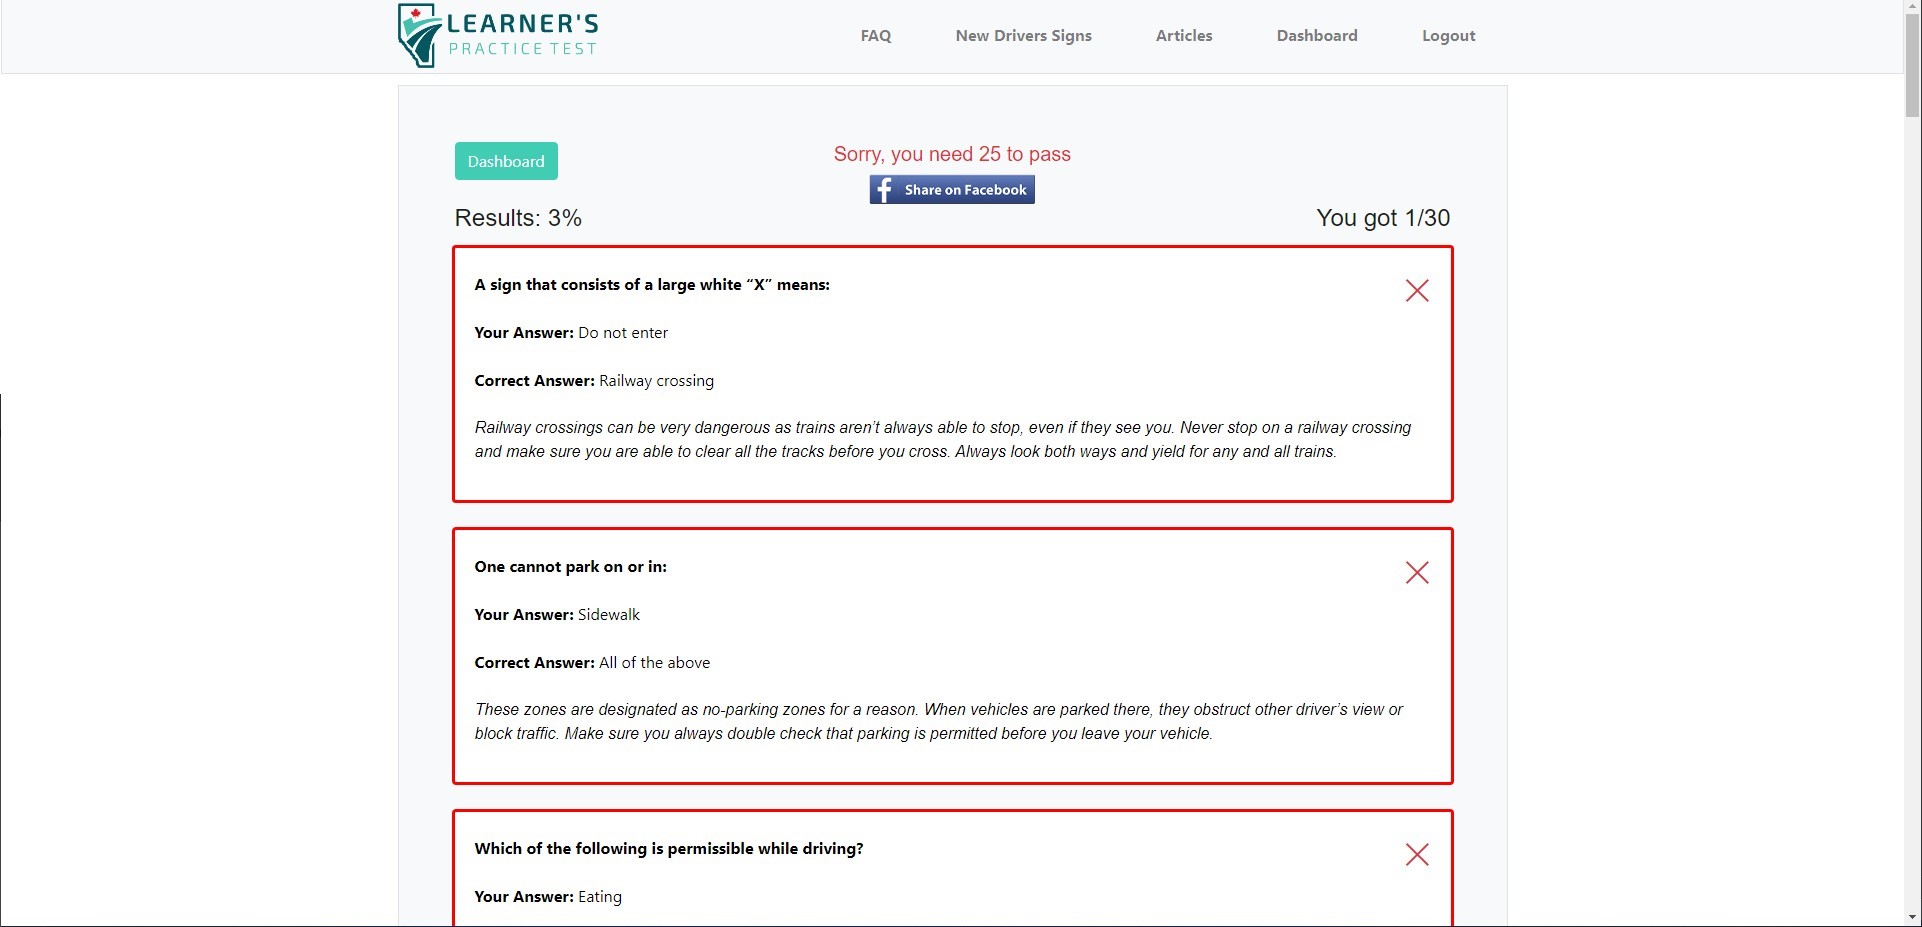 LEARNER'S
PRACTICE TEST
FAQ
New Drivers Signs
Articles
Dashboard
Logout
Dashboard
Sorry, you need 25 to pass
f Share on Facebook
Results: 3%
You got 1/30
A sign that consists of a large white “X” means:
Your Answer: Do not enter
Correct Answer: Railway crossing
Railway crossings can be very dangerous as trains aren’t always able to stop, even if they see you. Never stop on a railway crossing
and make sure you are able to clear all the tracks before you cross. Always look both ways and yield for any and all trains.
One cannot park on or in:
Your Answer: Sidewalk
Correct Answer: All of the above
These zones are designated as no-parking zones for a reason. When vehicles are parked there, they obstruct other driver’s view or
block traffic. Make sure you always double check that parking is permitted before you leave your vehicle.
Which of the following is permissible while driving?
Your Answer: Eating